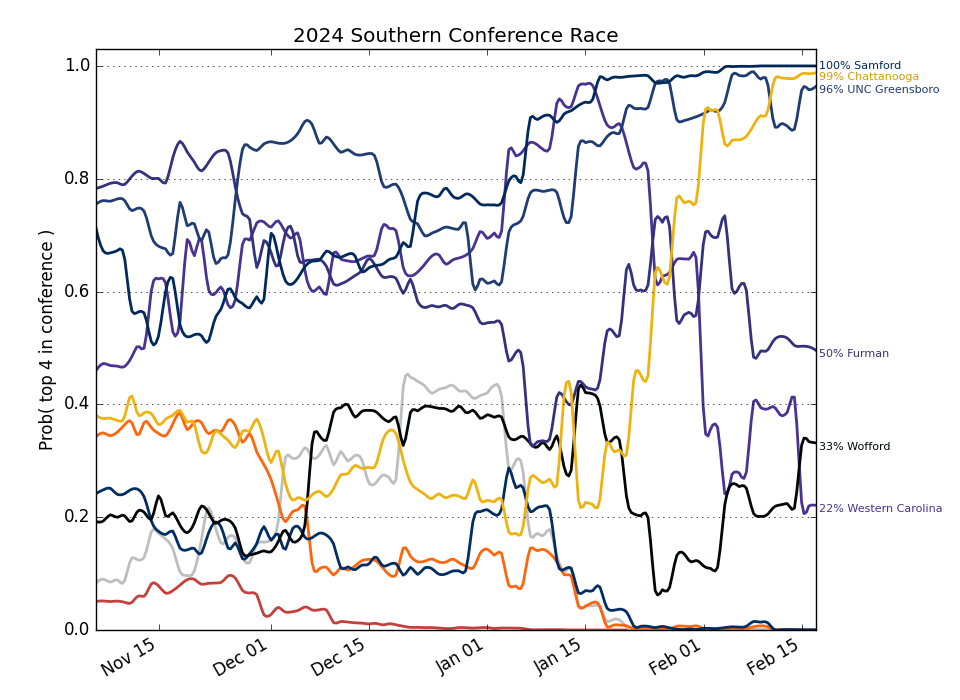 2024 Southern Conference Race
Prob( top 4 in conference )
1.0
0.8
0.6
0.4
0.2
0.0
Nov 15
Dec 01
Dec 15
Jan 01
Jan 15
Feb 01
Feb 15
100% Samford
99% Chattanooga
96% UNC Greensboro
50% Furman
33% Wofford
22% Western Carolina